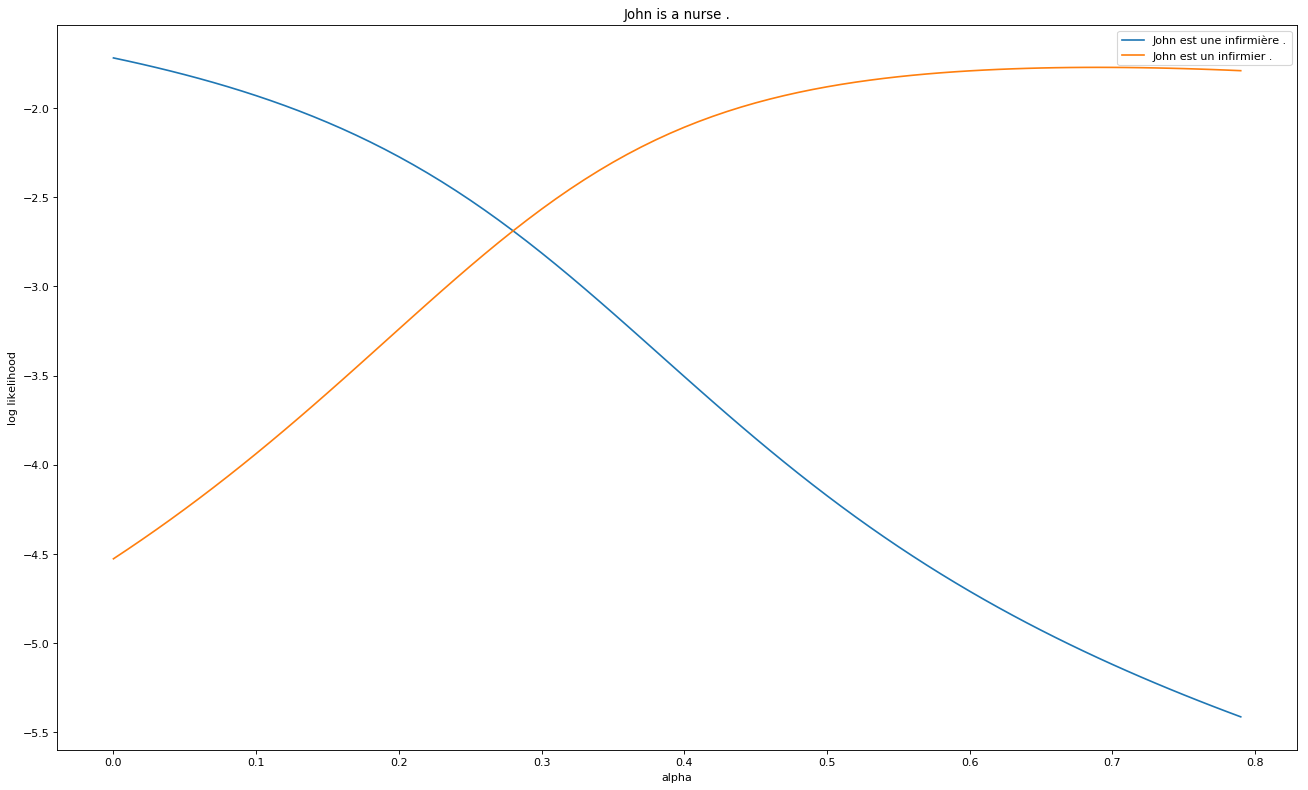 John is a nurse .
John est une infirmière .
John est un infirmier .
log likelihood
−2.0
−2.5
−3.0
−3.5
−4.0
−4.5
−5.0
−5.5
0.0 0.1 0.2 0.3 0.4 0.5 0.6 0.7 0.8
alpha